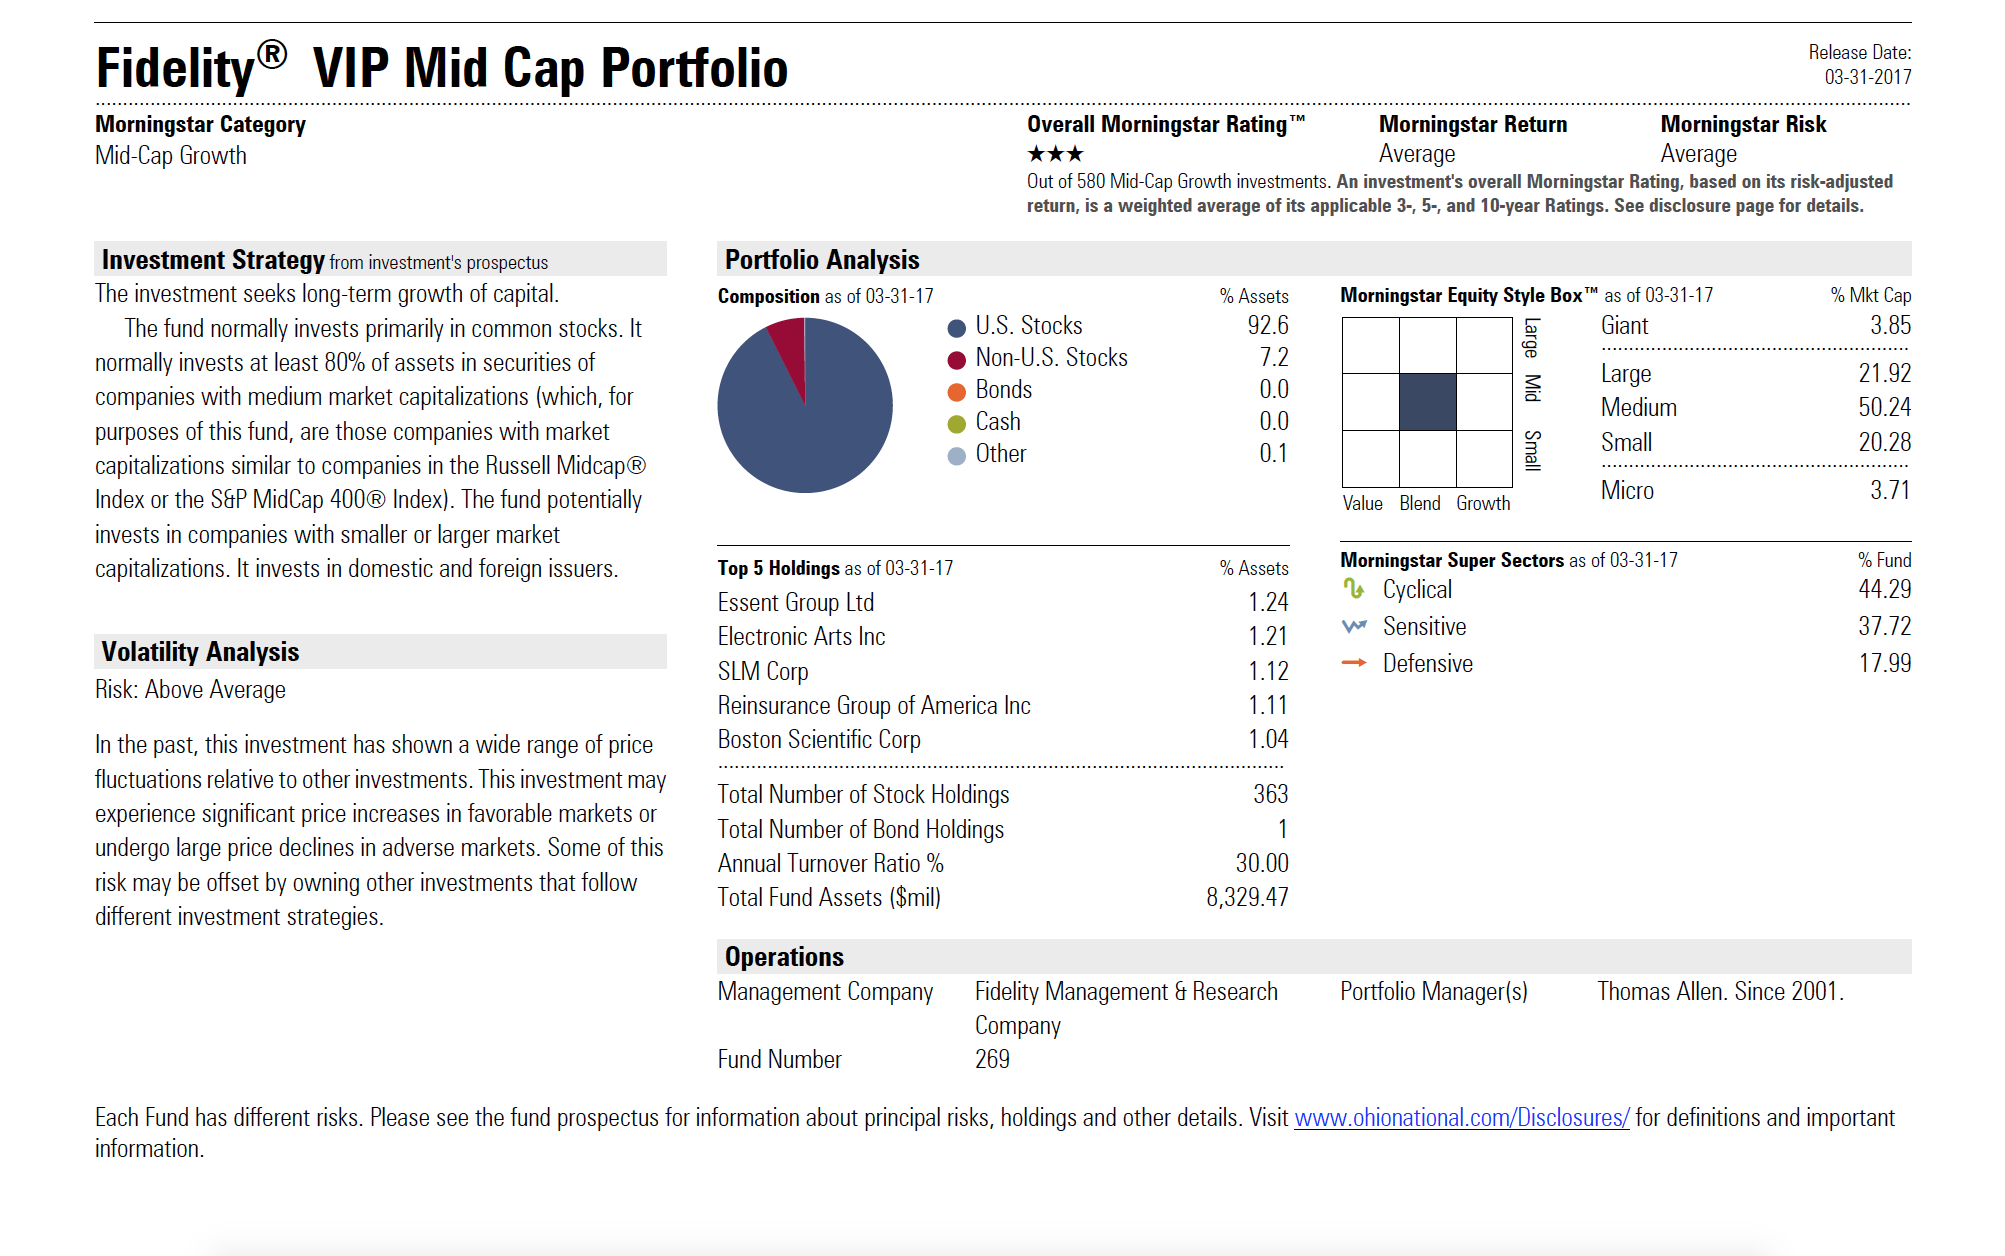 Fidelity® VIP Mid Cap Portfolio
Release Date:
03-31-2017
Morningstar Category
Mid-Cap Growth
Overall Morningstar Rating™
★★★
Morningstar Return
Average
Morningstar Risk
Average
Out of 580 Mid-Cap Growth investments. An investment's overall Morningstar Rating, based on its risk-adjusted
return, is a weighted average of its applicable 3-, 5-, and 10-year Ratings. See disclosure page for details.
Investment Strategy from investment's prospectus
The investment seeks long-term growth of capital.
The fund normally invests primarily in common stocks. It
normally invests at least 80% of assets in securities of
companies with medium market capitalizations (which, for
purposes of this fund, are those companies with market
capitalizations similar to companies in the Russell Midcap®
Index or the S&P MidCap 400® Index). The fund potentially
invests in companies with smaller or larger market
capitalizations. It invests in domestic and foreign issuers.
Volatility Analysis
Risk: Above Average
In the past, this investment has shown a wide range of price
fluctuations relative to other investments. This investment may
experience significant price increases in favorable markets or
undergo large price declines in adverse markets. Some of this
risk may be offset by owning other investments that follow
different investment strategies.
Portfolio Analysis
Composition as of 03-31-17 % Assets
U.S. Stocks 92.6
Non-U.S. Stocks 7.2
Bonds 0.0
Cash 0.0
Other 0.1
Top 5 Holdings as of 03-31-17 % Assets
Essent Group Ltd 1.24
Electronic Arts Inc 1.21
SLM Corp 1.12
Reinsurance Group of America Inc 1.11
Boston Scientific Corp 1.04
Total Number of Stock Holdings 363
Total Number of Bond Holdings 1
Annual Turnover Ratio % 30.00
Total Fund Assets ($mil) 8,329.47
Morningstar Equity Style Box™ as of 03-31-17 % Mkt Cap
Large
Mid
Small
Value Blend Growth
Giant 3.85
Large 21.92
Medium 50.24
Small 20.28
Micro 3.71
Morningstar Super Sectors as of 03-31-17 % Fund
Cyclical 44.29
Sensitive 37.72
Defensive 17.99
Operations
Management Company Fidelity Management & Research
Company
Portfolio Manager(s) Thomas Allen. Since 2001.
Fund Number 269
Each Fund has different risks. Please see the fund prospectus for information about principal risks, holdings and other details. Visit www.ohionational.com/Disclosures/ for definitions and important
information.